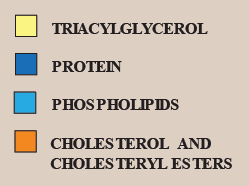 TRIACYLGLYCEROL
PROTEIN
PHOSPHOLIPIDS
CHOLESTEROL AND
CHOLESTERYL ESTERS